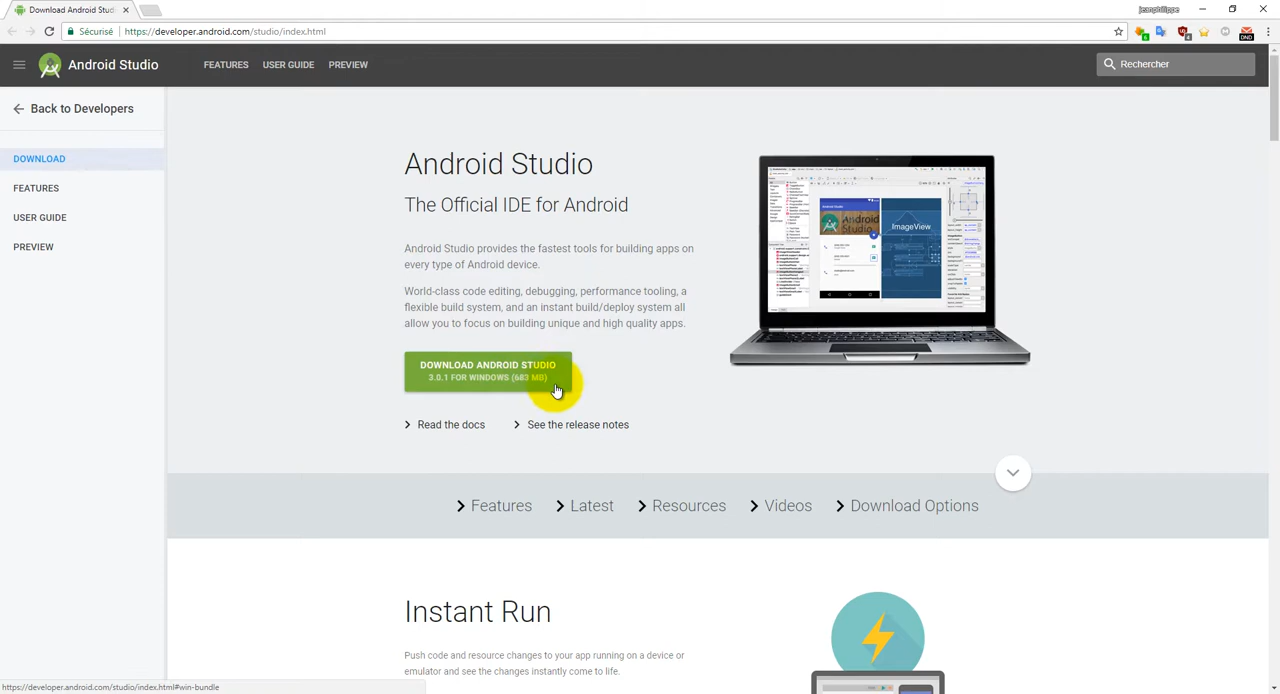 Download Android Studi
jeanphilippe
Sécurisé
https://developer.android.com/studio/index.html
DND
Android Studio
FEATURES
USER GUIDE
PREVIEW
Rechercher
Back to Developers
DOWNLOAD
FEATURES
USER GUIDE
PREVIEW
Android Studio
The Official IDE for Android
Android Studio provides the fastest tools for building apps on
every type of Android device.
World-class code editing, debugging, performance tooling, a
flexible build system, and an instant build/deploy system all
allow you to focus on building unique and high quality apps.
DOWNLOAD ANDROID STUDIO
3.0.1 FOR WINDOWS (683 MB)
Read the docs
See the release notes
Android
Studio
ImageView
Features
Latest
Resources
Videos
Download Options
Instant Run
Push code and resource changes to your app running on a device or
emulator and see the changes instantly come to life.
https://developer.android.com/studio/index.html#win-bundle